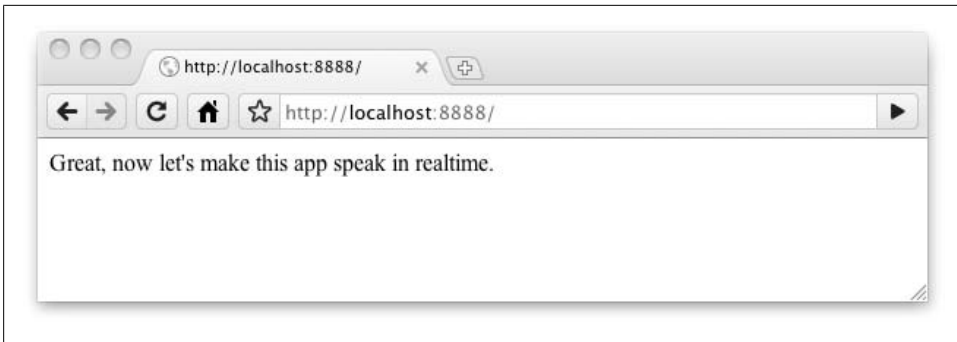 http://localhost:8888/
http://localhost:8888/
Great, now let's make this app speak in realtime.